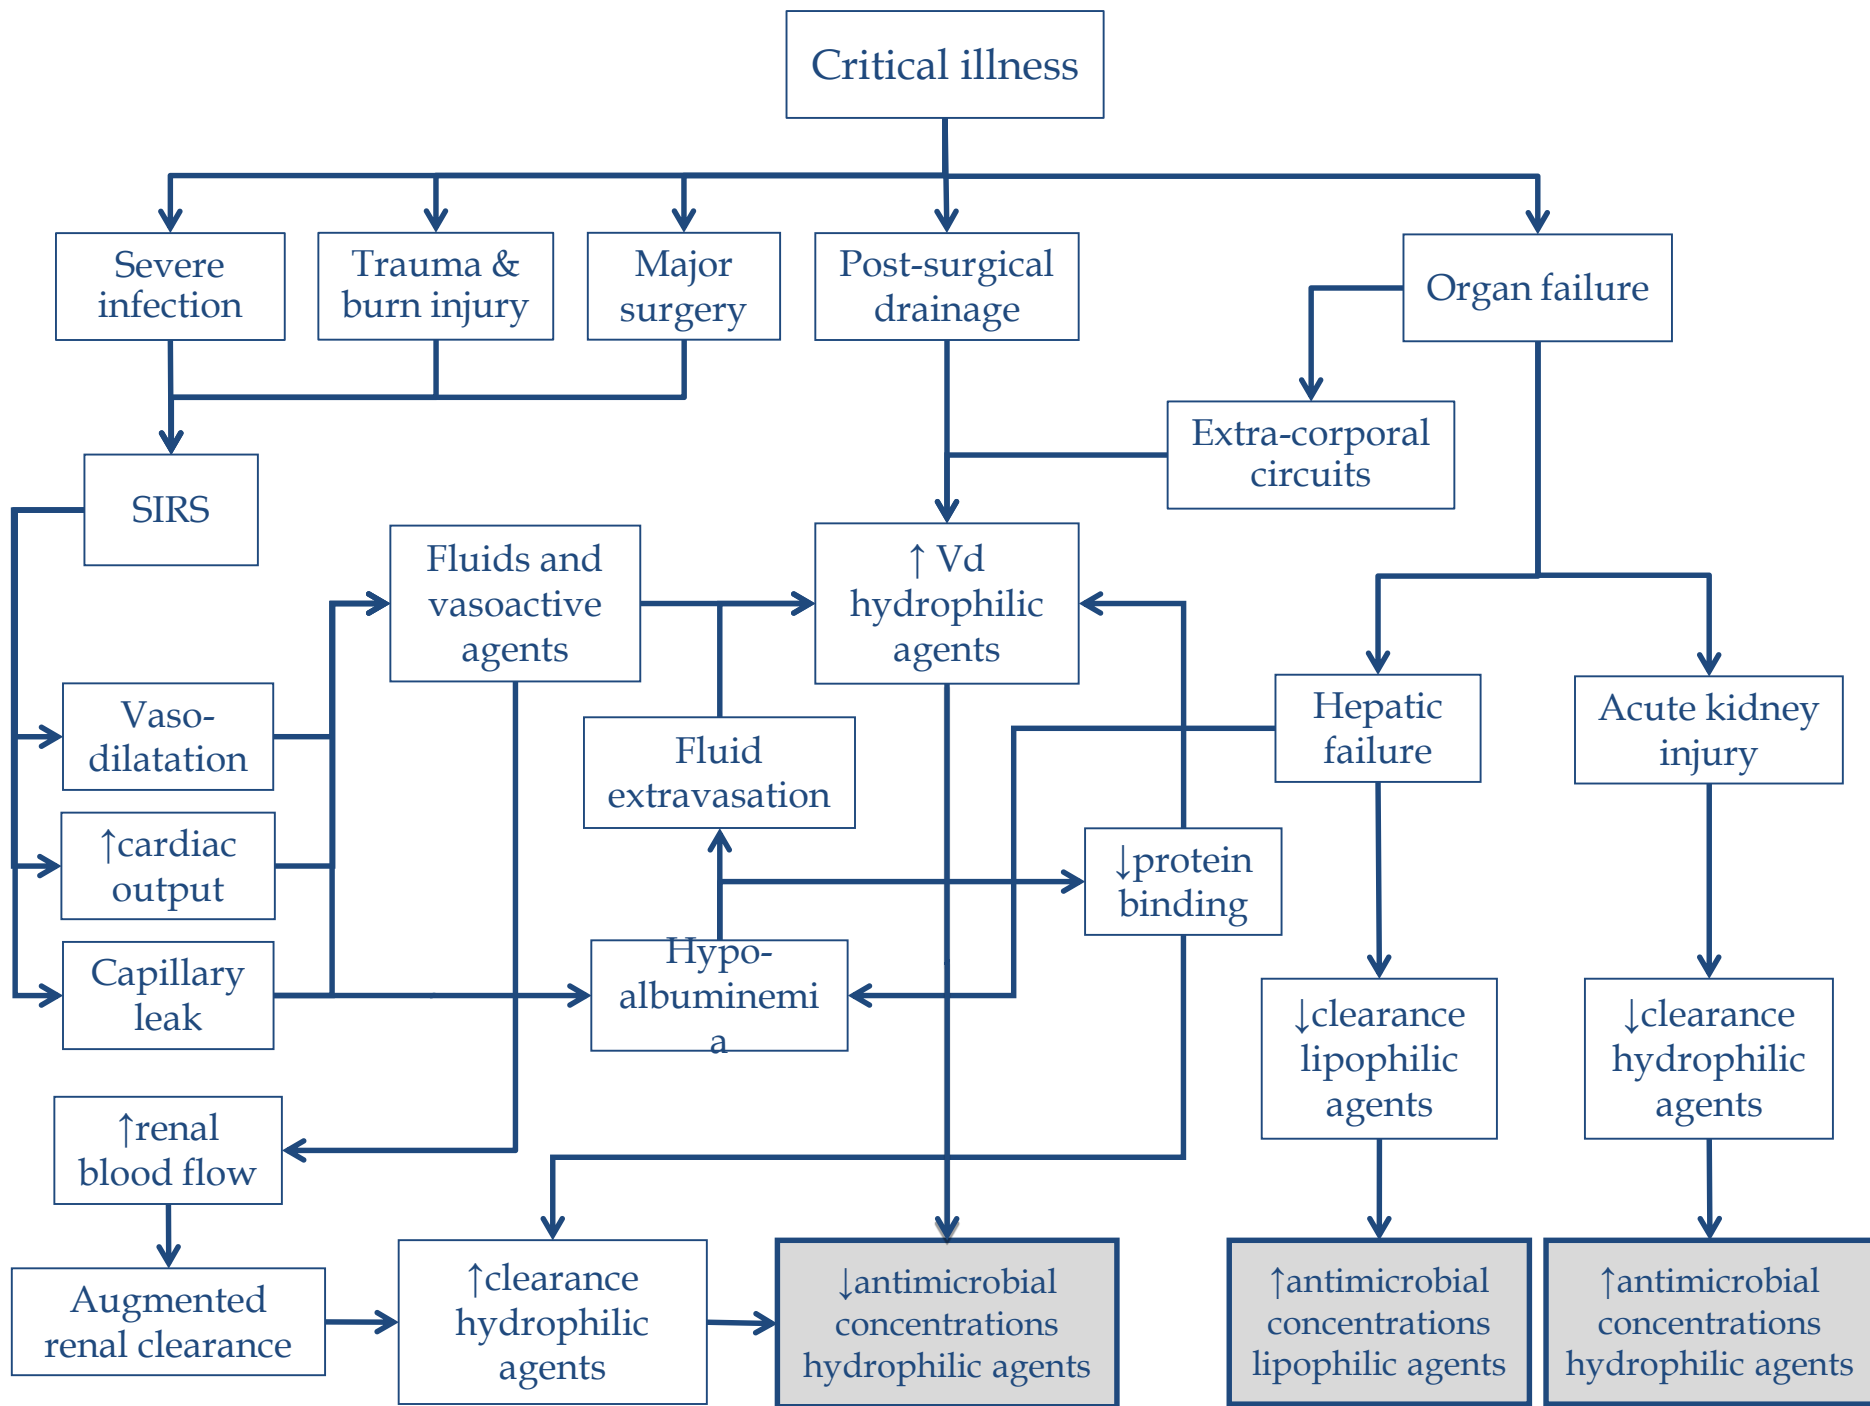 Critical illness
Severe
infection
Trauma &
burn injury
Major
surgery
Post-surgical
drainage
Organ failure
Extra-corporal
circuits
SIRS
Fluids and
vasoactive
agents
↑ Vd
hydrophilic
agents
Vaso-
dilatation
Fluid
extravasation
Hepatic
failure
Acute kidney
injury
↑cardiac
output
↓protein
binding
Capillary
leak
Hypo-
albuminemi
a
↓clearance
lipophilic
agents
↓clearance
hydrophilic
agents
↑renal
blood flow
Augmented
renal clearance
↑clearance
hydrophilic
agents
↓antimicrobial
concentrations
hydrophilic agents
↑antimicrobial
concentrations
lipophilic agents
↑antimicrobial
concentrations
hydrophilic agents